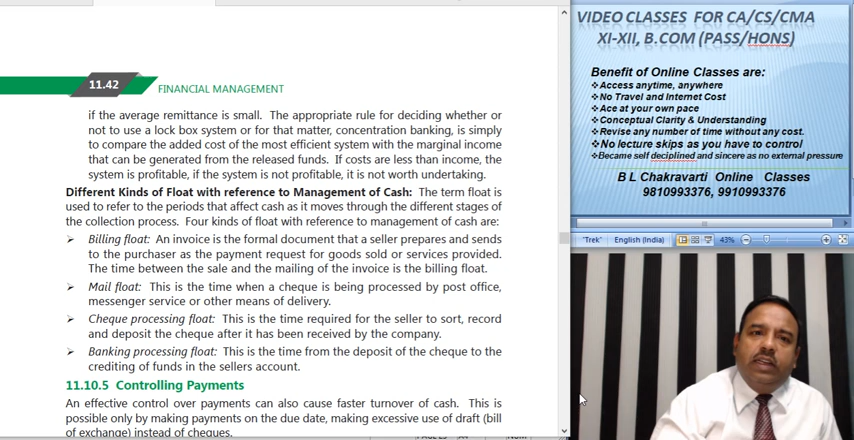 11.42 FINANCIAL MANAGEMENT
if the average remittance is small. The appropriate rule for deciding whether or
not to use a lock box system or for that matter, concentration banking, is simply
to compare the added cost of the most efficient system with the marginal income
that can be generated from the released funds. If costs are less than income, the
system is profitable, if the system is not profitable, it is not worth undertaking.
Different Kinds of Float with reference to Management of Cash: The term float is
used to refer to the periods that affect cash as it moves through the different stages of
the collection process. Four kinds of float with reference to management of cash are:
➢ Billing float: An invoice is the formal document that a seller prepares and sends
to the purchaser as the payment request for goods sold or services provided.
The time between the sale and the mailing of the invoice is the billing float.
➢ Mail float: This is the time when a cheque is being processed by post office,
messenger service or other means of delivery.
➢ Cheque processing float: This is the time required for the seller to sort, record
and deposit the cheque after it has been received by the company.
➢ Banking processing float: This is the time from the deposit of the cheque to the
crediting of funds in the sellers account.
11.10.5 Controlling Payments
An effective control over payments can also cause faster turnover of cash. This is
possible only by making payments on the due date, making excessive use of draft (bill
of exchange) instead of cheques.
VIDEO CLASSES FOR CA/CS/CMA
XI-XII, B.COM (PASS/HONS)
Benefit of Online Classes are:
❖Access anytime, anywhere
❖No Travel and Internet Cost
❖Ace at your own pace
❖Conceptual Clarity & Understanding
❖Revise any number of time without any cost.
❖No lecture skips as you have to control
❖Became self deciplined and sincere as no external pressure
B L Chakravarti Online Classes
9810993376, 9910993376
"Trek" English (India) 43%